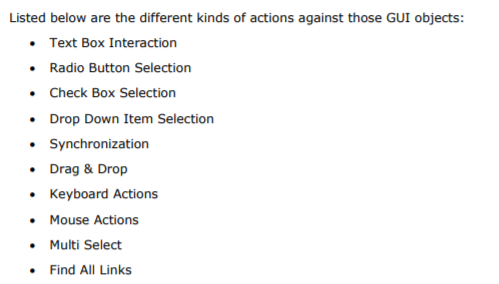 Listed below are the different kinds of actions against those GUI objects:
• Text Box Interaction
• Radio Button Selection
• Check Box Selection
• Drop Down Item Selection
• Synchronization
• Drag & Drop
• Keyboard Actions
• Mouse Actions
• Multi Select
• Find All Links